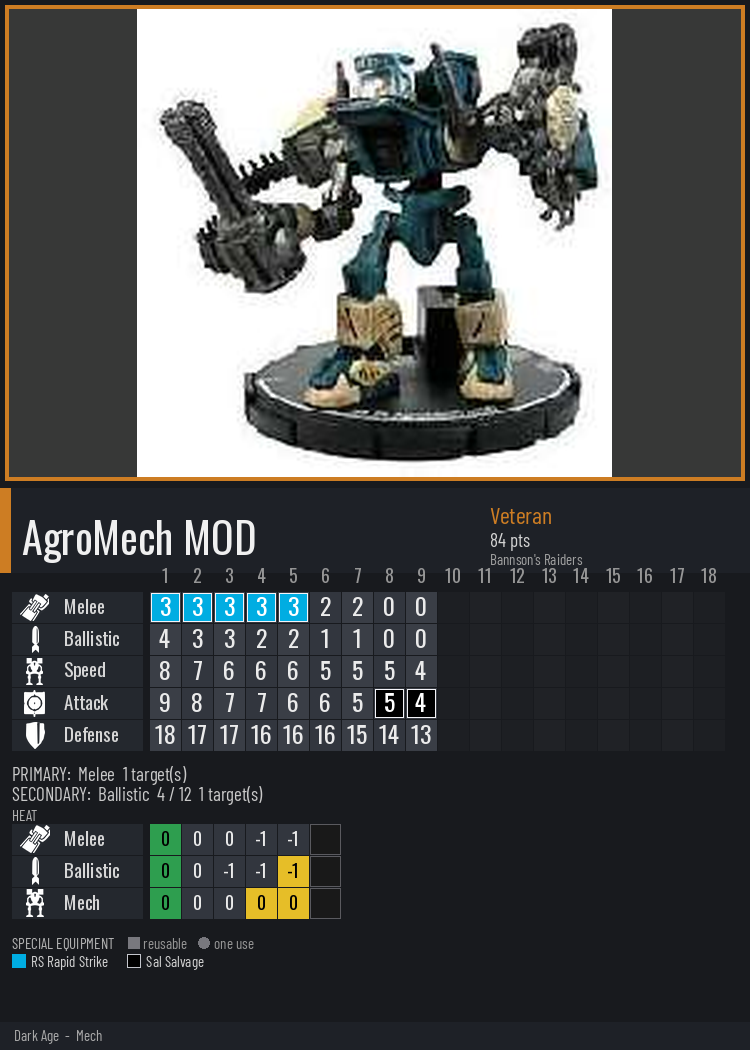 AgroMech MOD
Veteran
84 pts
Bannson's Raiders
1 2 3 4 5 6 7 8 9 10 11 12 13 14 15 16 17 18
Melee 3 3 3 3 3 2 2 0 0
Ballistic 4 3 3 2 2 1 1 0 0
Speed 8 7 6 6 6 5 5 5 4
Attack 9 8 7 7 6 6 5 5 4
Defense 18 17 17 16 16 16 15 14 13
PRIMARY: Melee 1 target(s)
SECONDARY: Ballistic 4 / 12 1 target(s)
HEAT
Melee 0 0 0 -1 -1
Ballistic 0 0 -1 -1 -1
Mech 0 0 0 0 0
SPECIAL EQUIPMENT reusable one use
RS Rapid Strike Sal Salvage
Dark Age - Mech